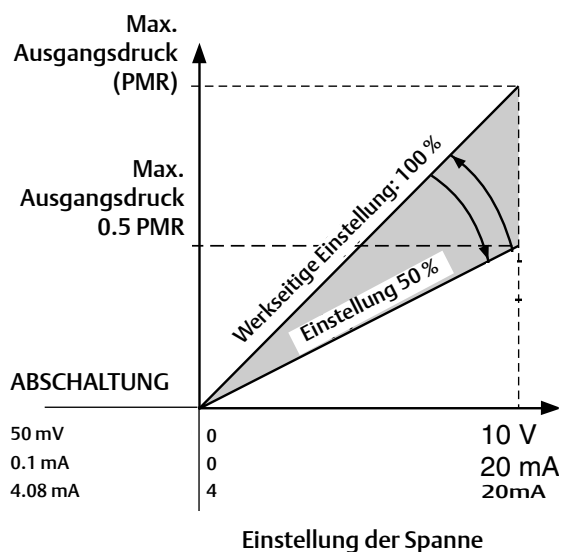 Max.
Ausgangsdruck
(PMR)
Max.
Ausgangsdruck
0.5 PMR
Werkseitige Einstellung: 100 %
Einstellung 50 %
ABSCHALTUNG
50 mV 0 10 V
0.1 mA 0 20 mA
4.08 mA 4 20mA
Einstellung der Spanne